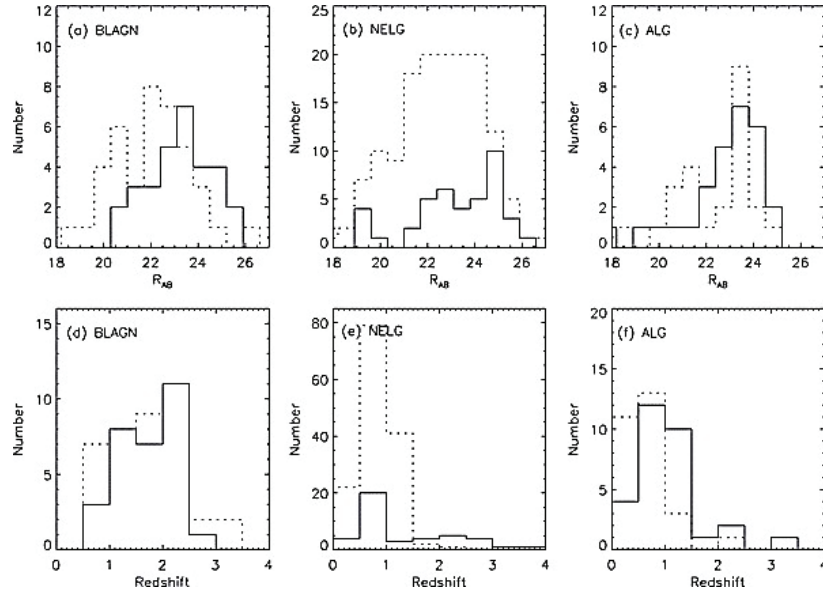 (a) BLAGN
12
10
8
6
4
2
0
Number
18 20 22 24 26
R_AB
(b) NELG
25
20
15
10
5
0
Number
18 20 22 24 26
R_AB
(c) ALG
12
10
8
6
4
2
0
Number
18 20 22 24 26
R_AB
(d) BLAGN
15
10
5
0
Number
0 1 2 3 4
Redshift
(e) NELG
80
60
40
20
0
Number
0 1 2 3 4
Redshift
(f) ALG
20
15
10
5
0
Number
0 1 2 3 4
Redshift